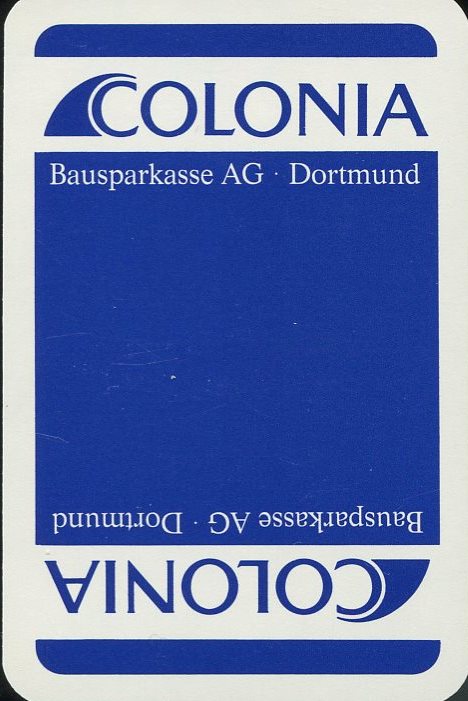 COLONIA
Bausparkasse AG · Dortmund
Bausparkasse AG · Dortmund
COLONIA